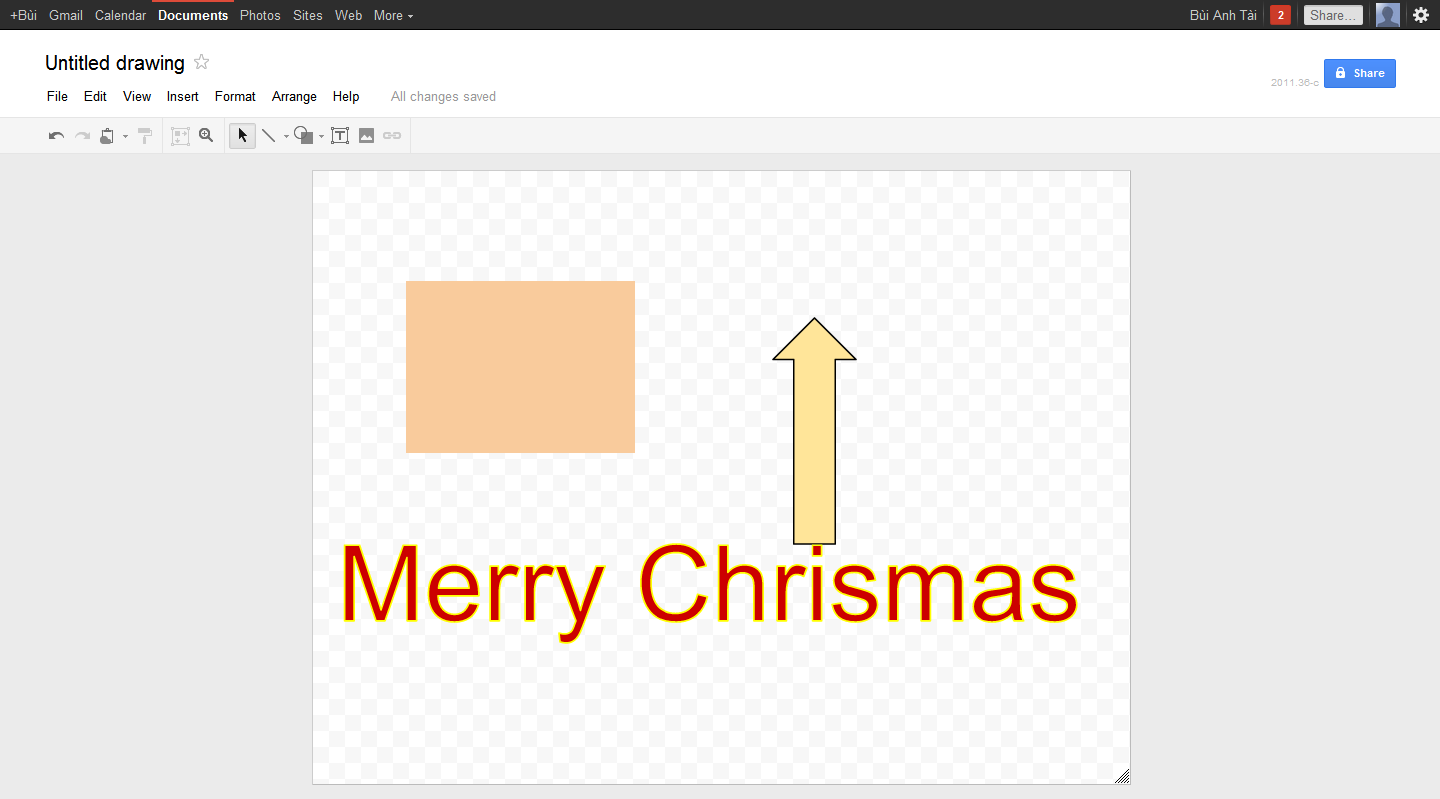 +Bùi Gmail Calendar Documents Photos Sites Web More Bùi Anh Tài 2 Share...
Untitled drawing
2011.36-c Share
File Edit View Insert Format Arrange Help All changes saved
T
Merry Chrismas